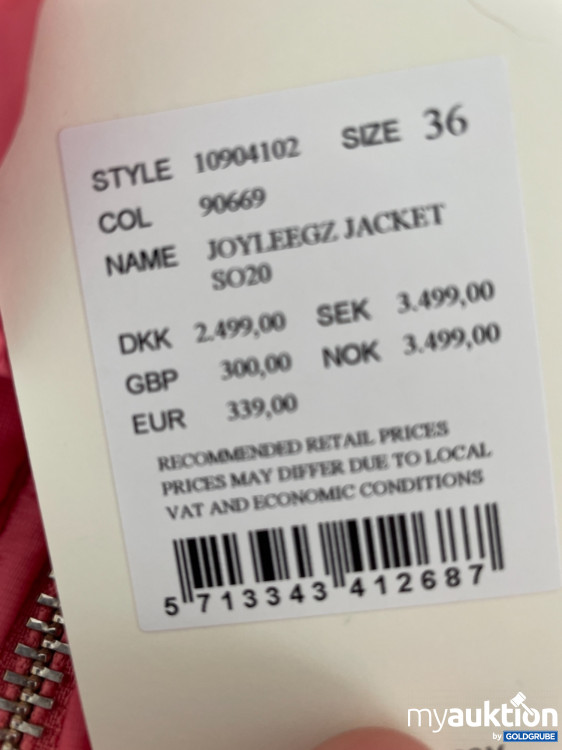 STYLE 10904102 SIZE 36
COL 90669
NAME JOYLEEGZ JACKET
SO20
DKK 2.499,00 SEK 3.499,00
GBP 300,00 NOK 3.499,00
EUR 339,00
RECOMMENDED RETAIL PRICES
PRICES MAY DIFFER DUE TO LOCAL
VAT AND ECONOMIC CONDITIONS
5 713343 412687
myauktion
by GOLDGRUBE